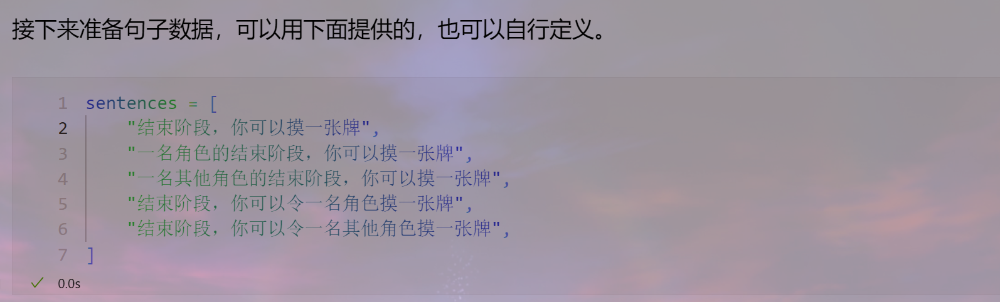 接下来准备句子数据，可以用下面提供的，也可以自行定义。
1 sentences = [
2     "结束阶段，你可以摸一张牌",
3     "一名角色的结束阶段，你可以摸一张牌",
4     "一名其他角色的结束阶段，你可以摸一张牌",
5     "结束阶段，你可以令一名角色摸一张牌",
6     "结束阶段，你可以令一名其他角色摸一张牌",
7 ]
0.0s